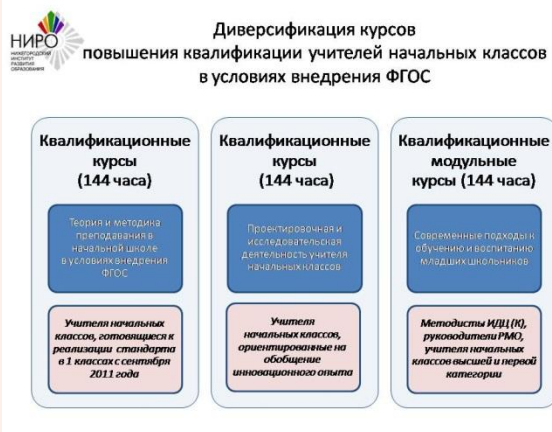 НИРО
НИЖЕГОРОДСКИЙ
ИНСТИТУТ
РАЗВИТИЯ
ОБРАЗОВАНИЯ
Диверсификация курсов
повышения квалификации учителей начальных классов
в условиях внедрения ФГОС
Квалификационные
курсы
(144 часа)
Теория и методика
преподавания в
начальной школе
в условиях внедрения
ФГОС
Учителя начальных
классов, готовящиеся к
реализации стандарта
в 1 классах с сентября
2011 года
Квалификационные
курсы
(144 часа)
Проектировочная и
исследовательская
деятельность учителя
начальных классов
Учителя
начальных классов,
ориентированные на
обобщение
инновационного опыта
Квалификационные
модульные
курсы (144 часа)
Современные подходы к
обучению и воспитанию
младших школьников
Методисты ИДЦ (К),
руководители РМО,
учителя начальных
классов высшей и первой
категории